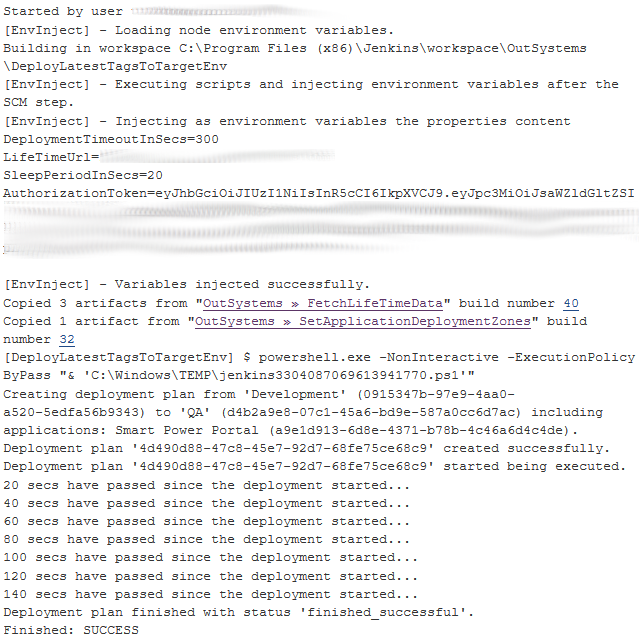 Started by user
[EnvInject] - Loading node environment variables.
Building in workspace C:\Program Files (x86)\Jenkins\workspace\OutSystems
\DeployLatestTagsToTargetEnv
[EnvInject] - Executing scripts and injecting environment variables after the
SCM step.
[EnvInject] - Injecting as environment variables the properties content
DeploymentTimeoutInSecs=300
LifeTimeUrl=
SleepPeriodInSecs=20
AuthorizationToken=eyJhbGciOiJIUzI1NiIsInR5cCI6IkpXVCJ9.eyJpc3MiOiJsaWZldGltZSI
[EnvInject] - Variables injected successfully.
Copied 3 artifacts from "OutSystems » FetchLifeTimeData" build number 40
Copied 1 artifact from "OutSystems » SetApplicationDeploymentZones" build
number 32
[DeployLatestTagsToTargetEnv] $ powershell.exe -NonInteractive -ExecutionPolicy
ByPass "& 'C:\Windows\TEMP\jenkins3304087069613941770.ps1'"
Creating deployment plan from 'Development' (0915347b-97e9-4aa0-
a520-5edfa56b9343) to 'QA' (d4b2a9e8-07c1-45a6-bd9e-587a0cc6d7ac) including
applications: Smart Power Portal (a9e1d913-6d8e-4371-b78b-4c46a6d4c4de).
Deployment plan '4d490d88-47c8-45e7-92d7-68fe75ce68c9' created successfully.
Deployment plan '4d490d88-47c8-45e7-92d7-68fe75ce68c9' started being executed.
20 secs have passed since the deployment started...
40 secs have passed since the deployment started...
60 secs have passed since the deployment started...
80 secs have passed since the deployment started...
100 secs have passed since the deployment started...
120 secs have passed since the deployment started...
140 secs have passed since the deployment started...
Deployment plan finished with status 'finished_successful'.
Finished: SUCCESS